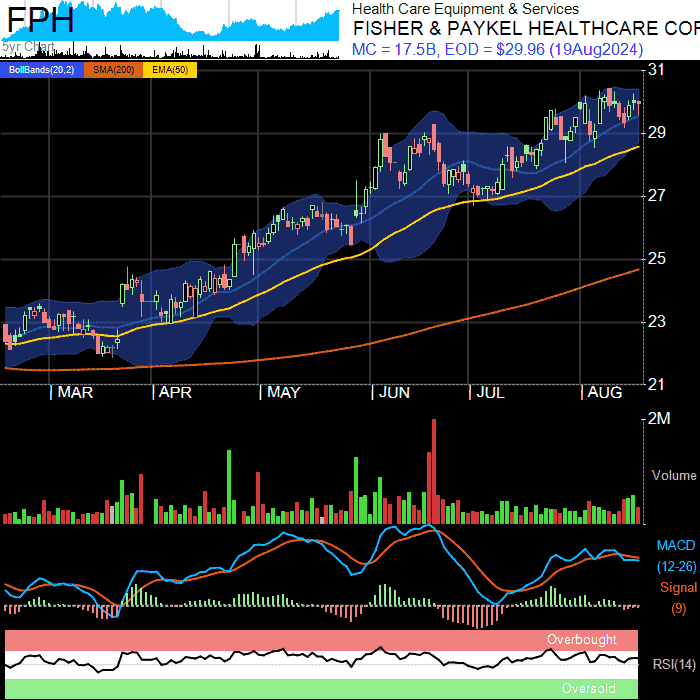 FPH
5yr Chart
Health Care Equipment & Services
FISHER & PAYKEL HEALTHCARE COR
MC = 17.5B, EOD = $29.96 (19Aug2024)
BollBands(20,2) SMA(200) EMA(50)
31
29
27
25
23
21
MAR APR MAY JUN JUL AUG
2M
Volume
MACD
(12-26)
Signal
(9)
Overbought
RSI(14)
Oversold